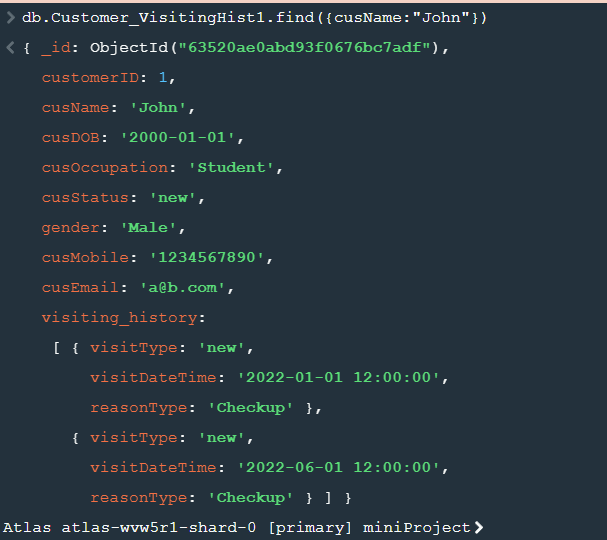 > db.Customer_VisitingHist1.find({cusName:"John"})
< { _id: ObjectId("63520ae0abd93f0676bc7adf"),
customerID: 1,
cusName: 'John',
cusDOB: '2000-01-01',
cusOccupation: 'Student',
cusStatus: 'new',
gender: 'Male',
cusMobile: '1234567890',
cusEmail: 'a@b.com',
visiting_history:
[ { visitType: 'new',
visitDateTime: '2022-01-01 12:00:00',
reasonType: 'Checkup' },
{ visitType: 'new',
visitDateTime: '2022-06-01 12:00:00',
reasonType: 'Checkup' } ] }
Atlas atlas-wvw5r1-shard-0 [primary] miniProject>